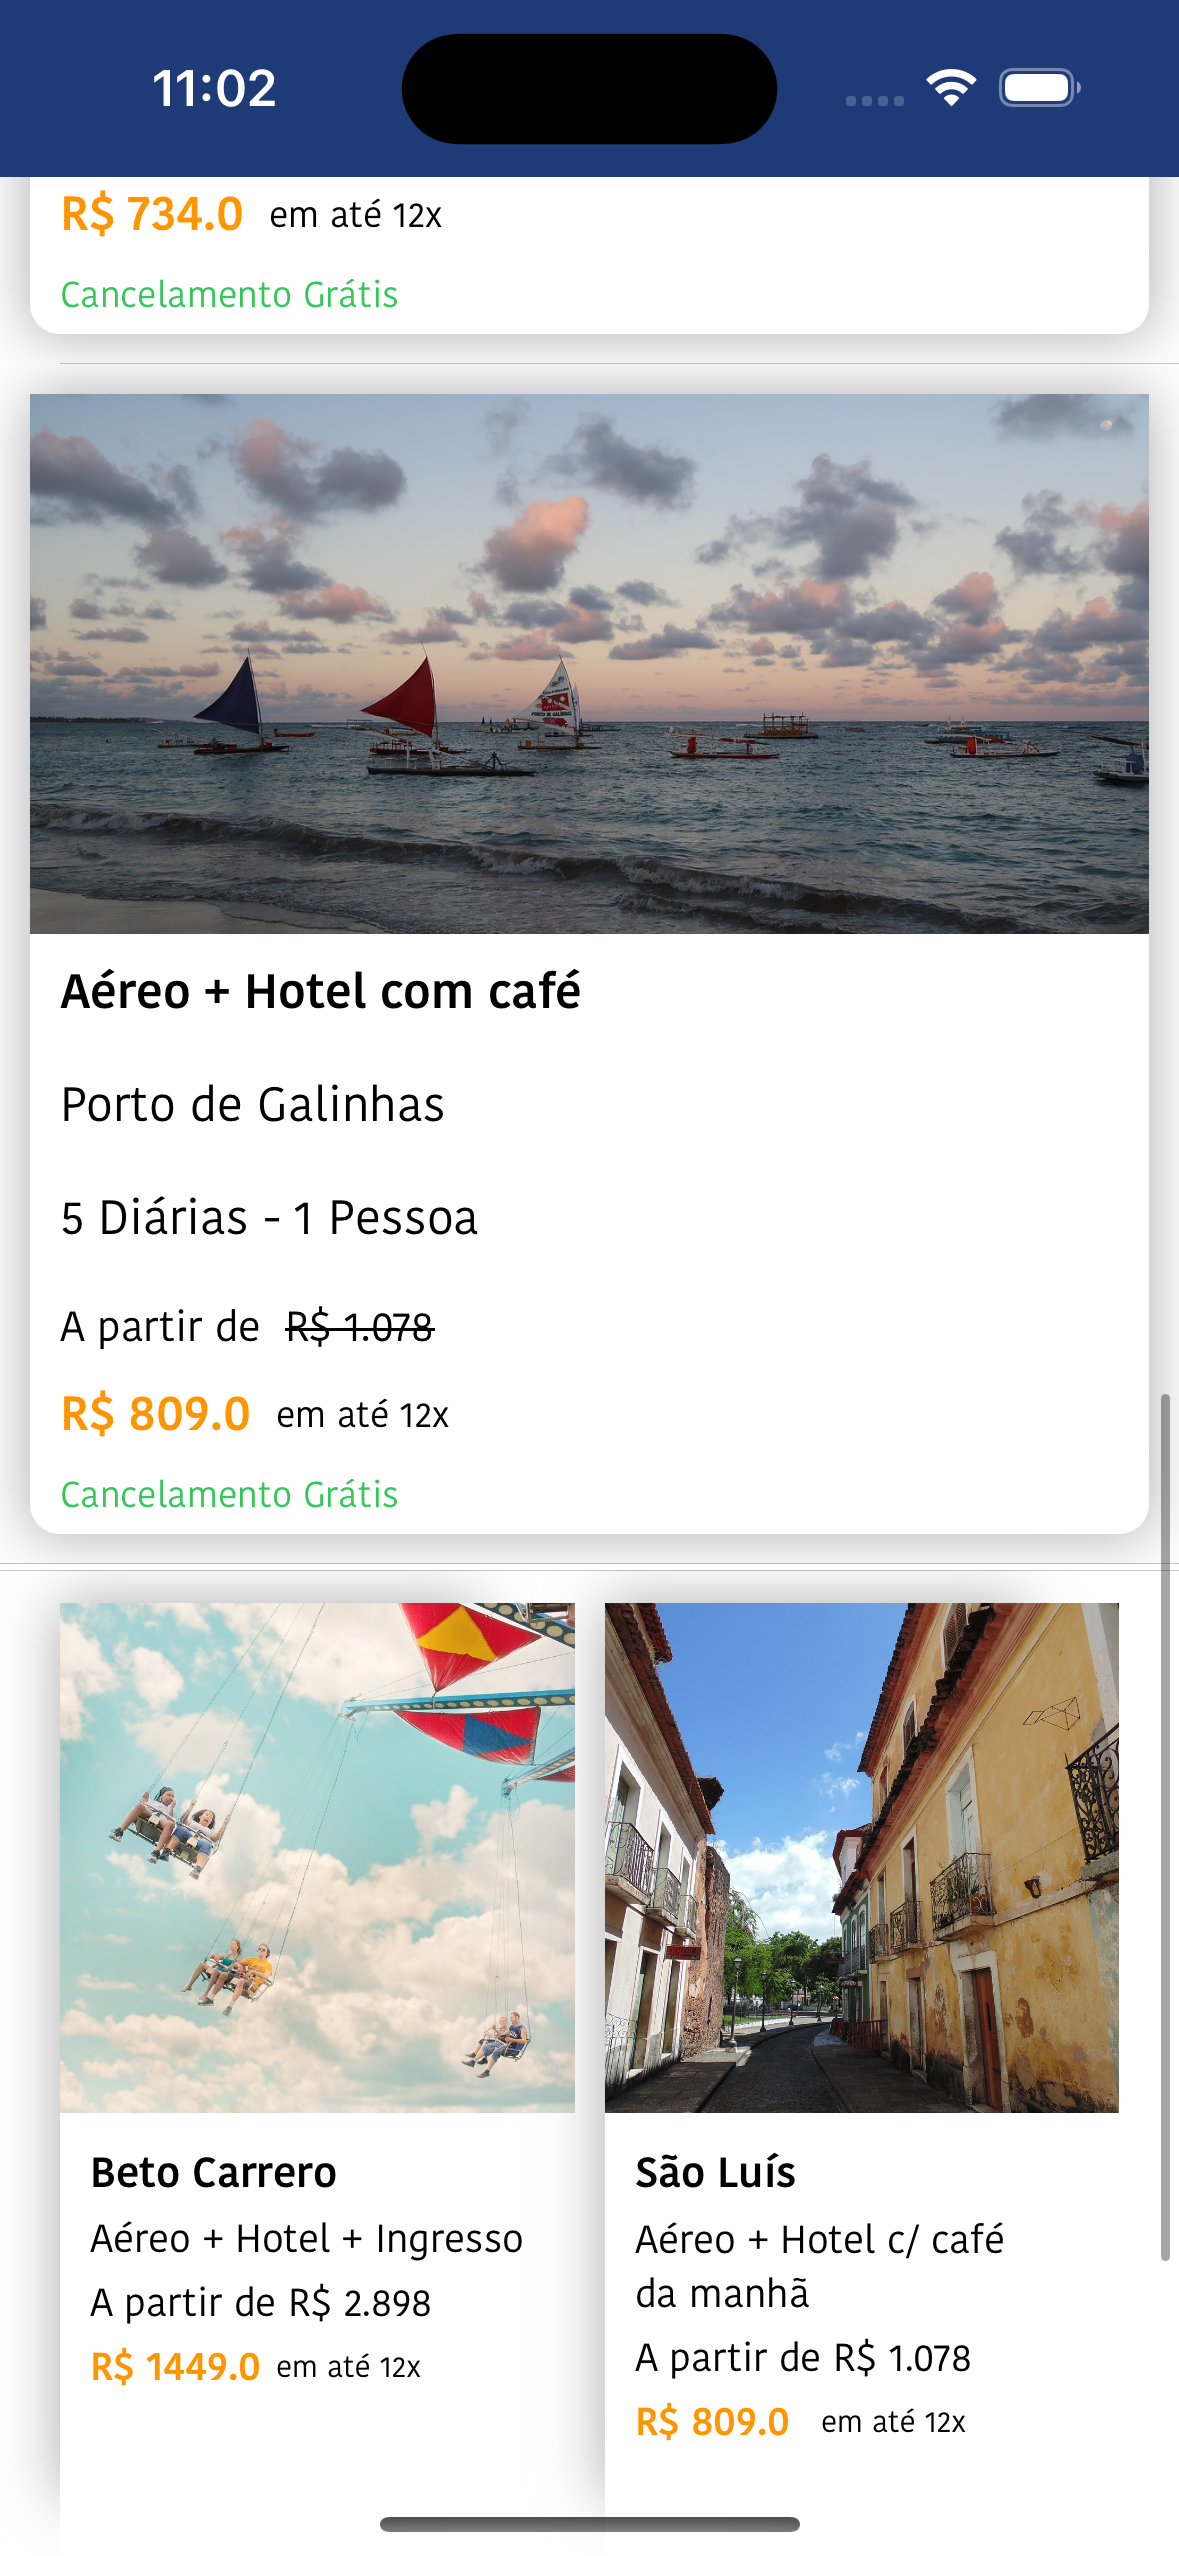 11:02
R$ 734.0 em até 12x
Cancelamento Grátis
PORTO DE GALINHAS
Aéreo + Hotel com café
Porto de Galinhas
5 Diárias - 1 Pessoa
A partir de R$ 1.078
R$ 809.0 em até 12x
Cancelamento Grátis
Beto Carrero
Aéreo + Hotel + Ingresso
A partir de R$ 2.898
R$ 1449.0 em até 12x
São Luís
Aéreo + Hotel c/ café
da manhã
A partir de R$ 1.078
R$ 809.0 em até 12x